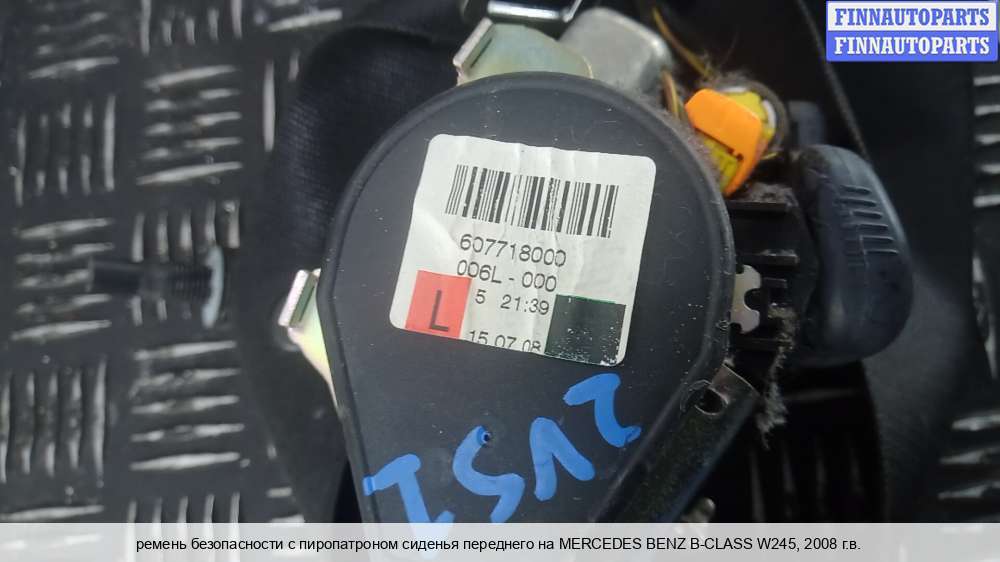 FINNAUTOPARTS
FINNAUTOPARTS
607718000
006L - 000
L
5 21:39
15.07.08
ремень безопасности с пиропатроном сиденья переднего на MERCEDES BENZ B-CLASS W245, 2008 г.в.